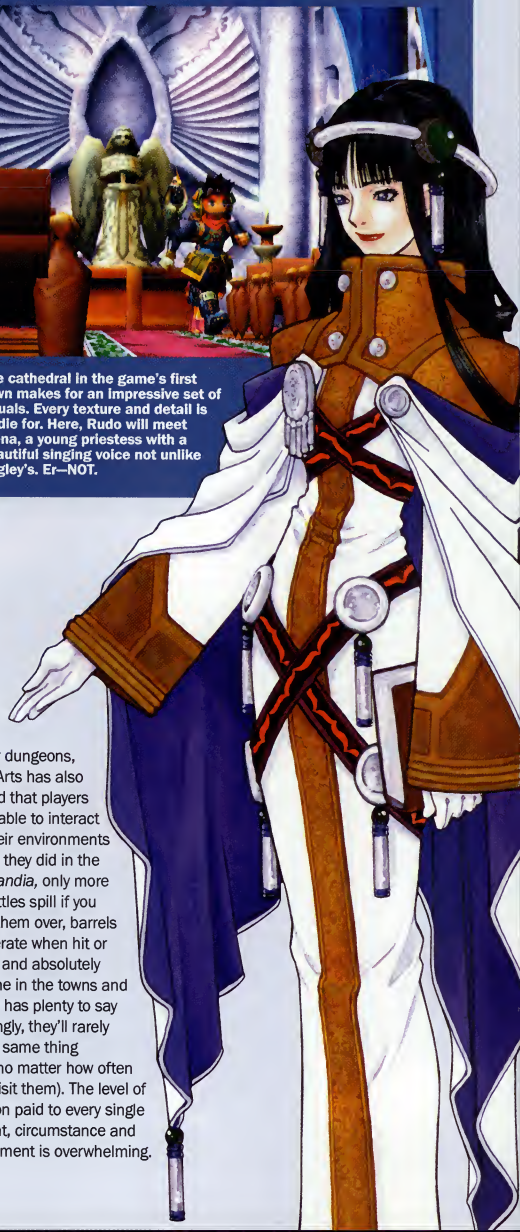 e cathedral in the game's first
wn makes for an impressive set of
uals. Every texture and detail is
dle for. Here, Rudo will meet
ena, a young priestess with a
autiful singing voice not unlike
gley's. Er—NOT.
r dungeons,
Arts has also
d that players
able to interact
eir environments
they did in the
andia, only more
ttles spill if you
them over, barrels
erate when hit or
and absolutely
ne in the towns and
has plenty to say
ngly, they'll rarely
same thing
no matter how often
isit them). The level of
on paid to every single
nt, circumstance and
ment is overwhelming.